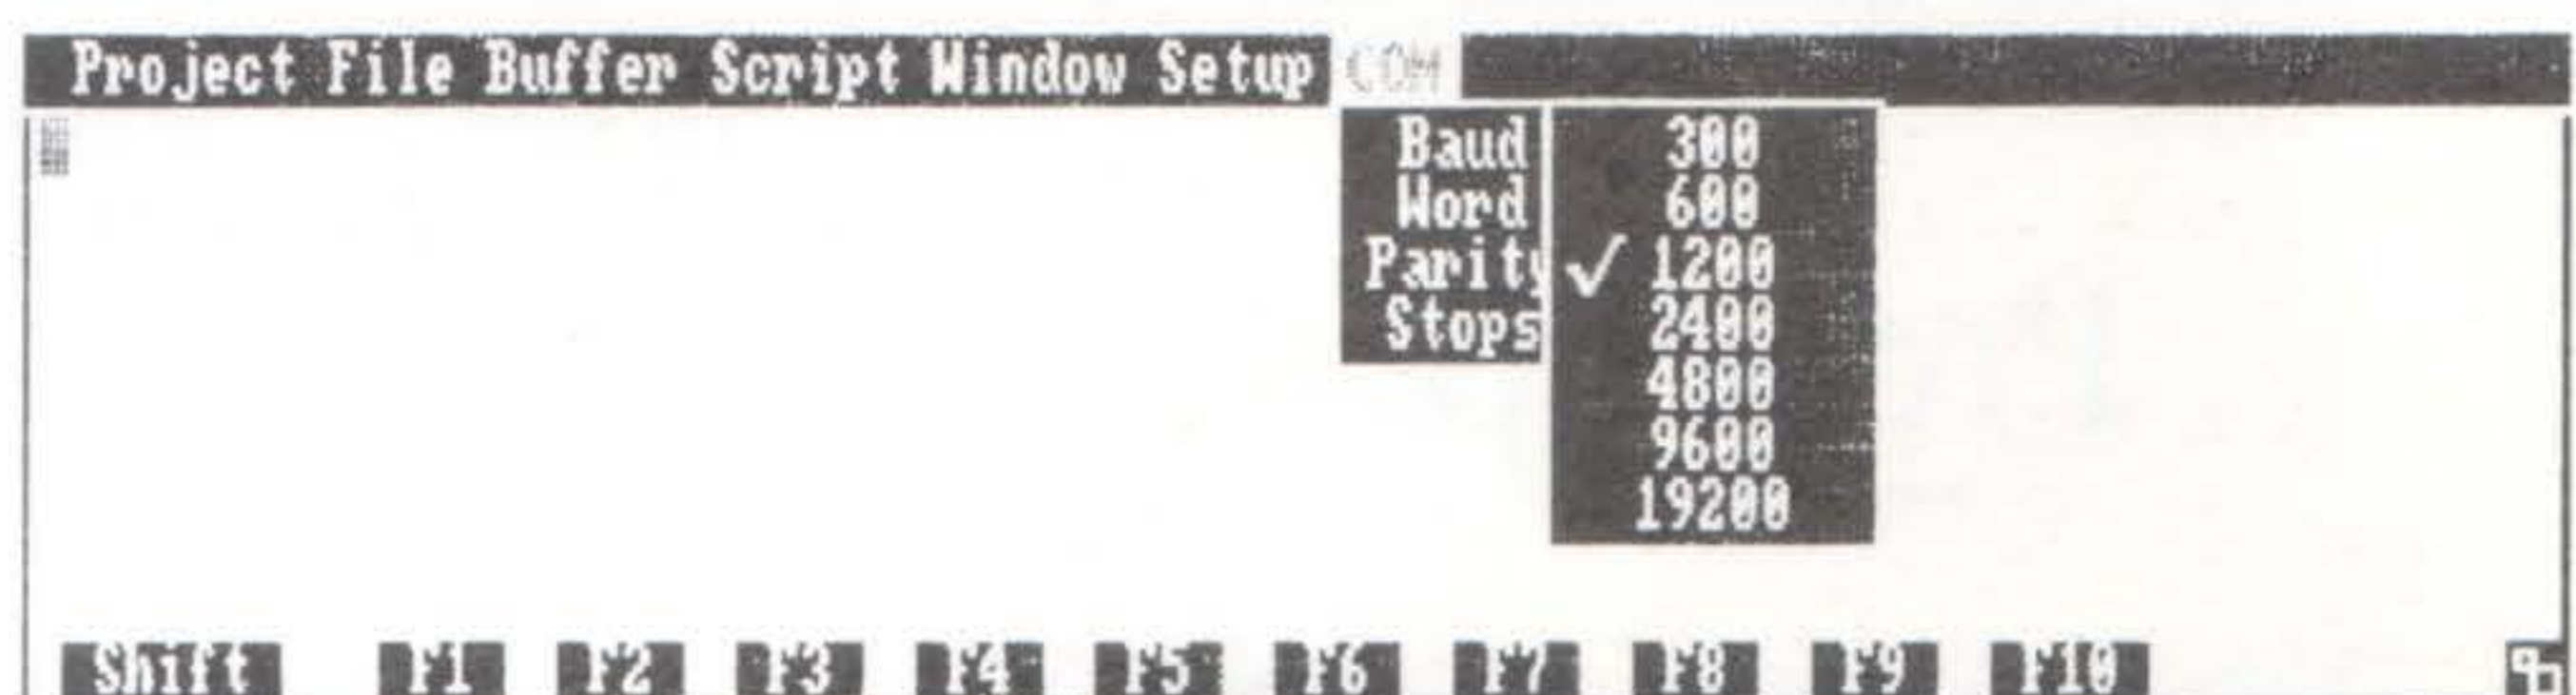 Project File Buffer Script Window Setup COM
Baud 300
Word 600
Parity ✓ 1200
Stops 2400
4800
9600
19200
Shift F1 F2 F3 F4 F5 F6 F7 F8 F9 F10